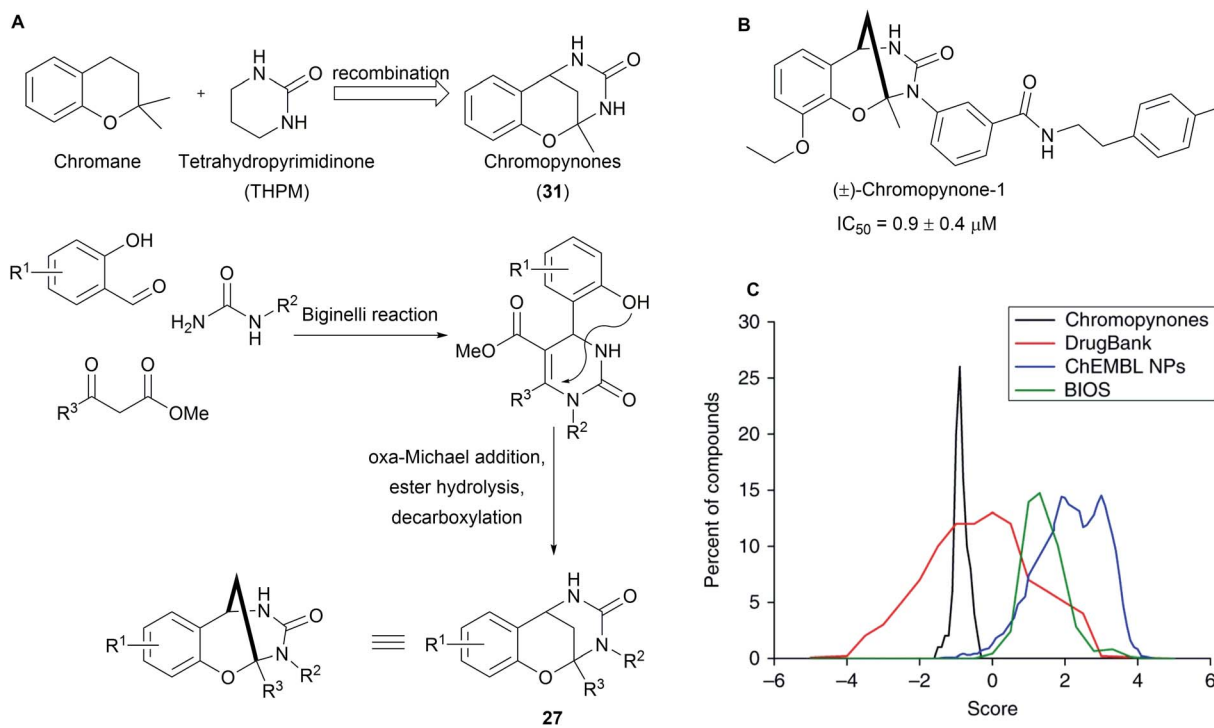 A
recombination
+
Chromane
Tetrahydropyrimidinone
(THPM)
Chromopynones
(31)
O
N
H
H
N
O
NH
HN
O
O
NH
R¹
OH
O
H₂N
O
N
H
R²
R³
O
O
OMe
Biginelli reaction
R¹
OH
O
MeO
NH
R³
N
O
R²
oxa-Michael addition,
ester hydrolysis,
decarboxylation
R¹
NH
O
N
R²
O
R³
R¹
H
N
O
N
R²
O
R³
27
B
NH
O
N
O
O
O
N
H
(±)-Chromopynone-1
IC₅₀ = 0.9 ± 0.4 μM
C
Chromopynones
DrugBank
ChEMBL NPs
BIOS
Percent of compounds
30
25
20
15
10
5
0
−6
−4
−2
0
2
4
6
Score